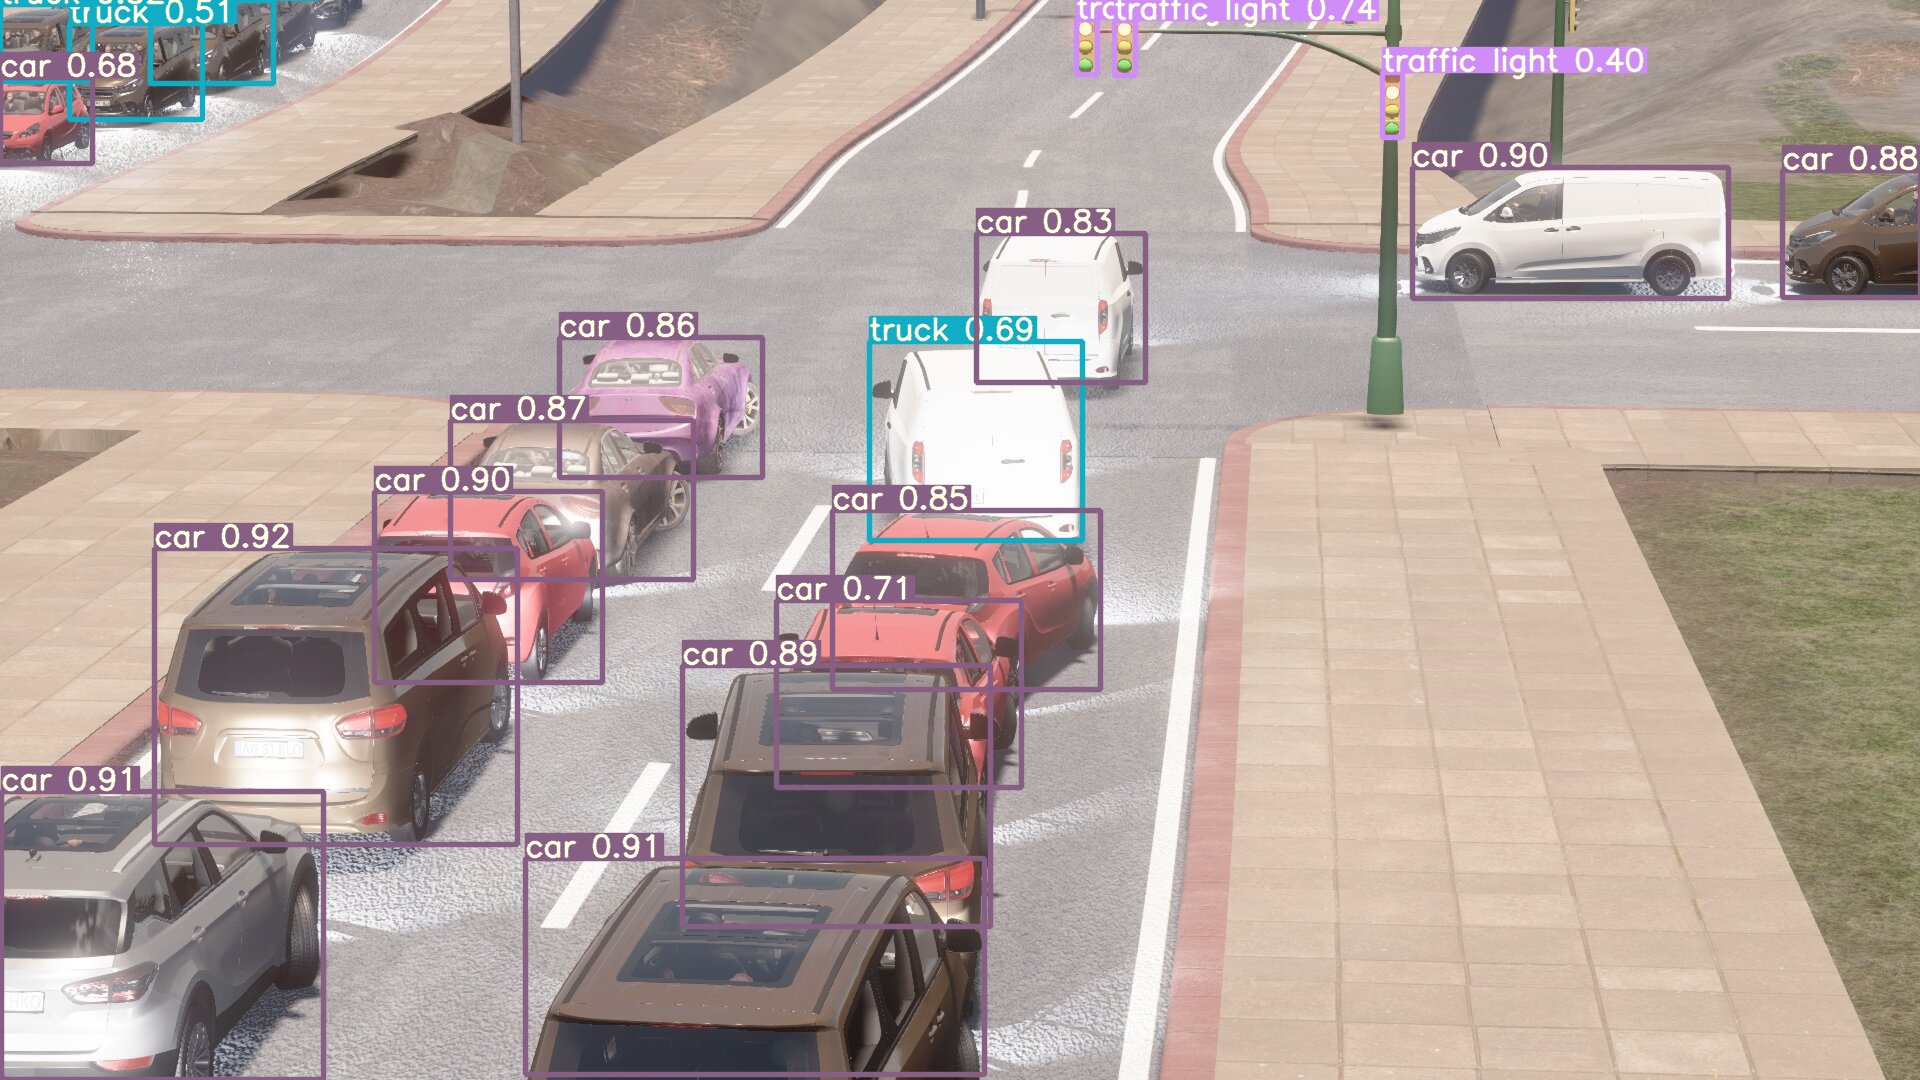 truck 0.51
traffic_light 0.74
car 0.68
traffic light 0.40
car 0.90
car 0.88
car 0.83
car 0.86
truck 0.69
car 0.87
car 0.90
car 0.85
car 0.92
car 0.71
car 0.89
car 0.91
car 0.91